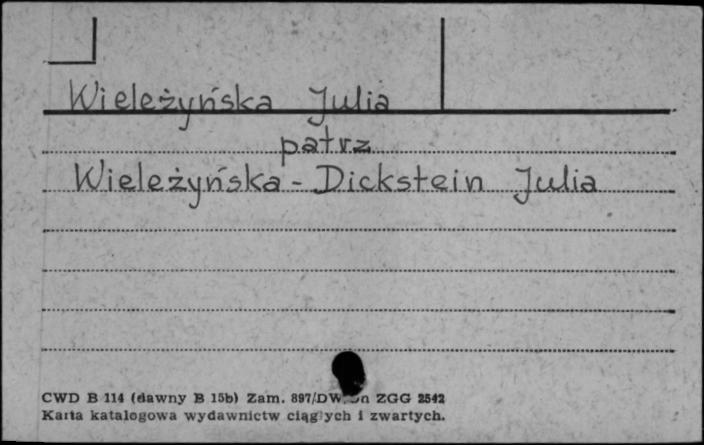 Wieleżyńska Julia
patrz
Wieleżyńska - Dickstein Julia
CWD B 114 (dawny B 15b) Zam. 897/DW. ZGG 2542
Karta katalogowa wydawnictw ciągłych i zwartych.